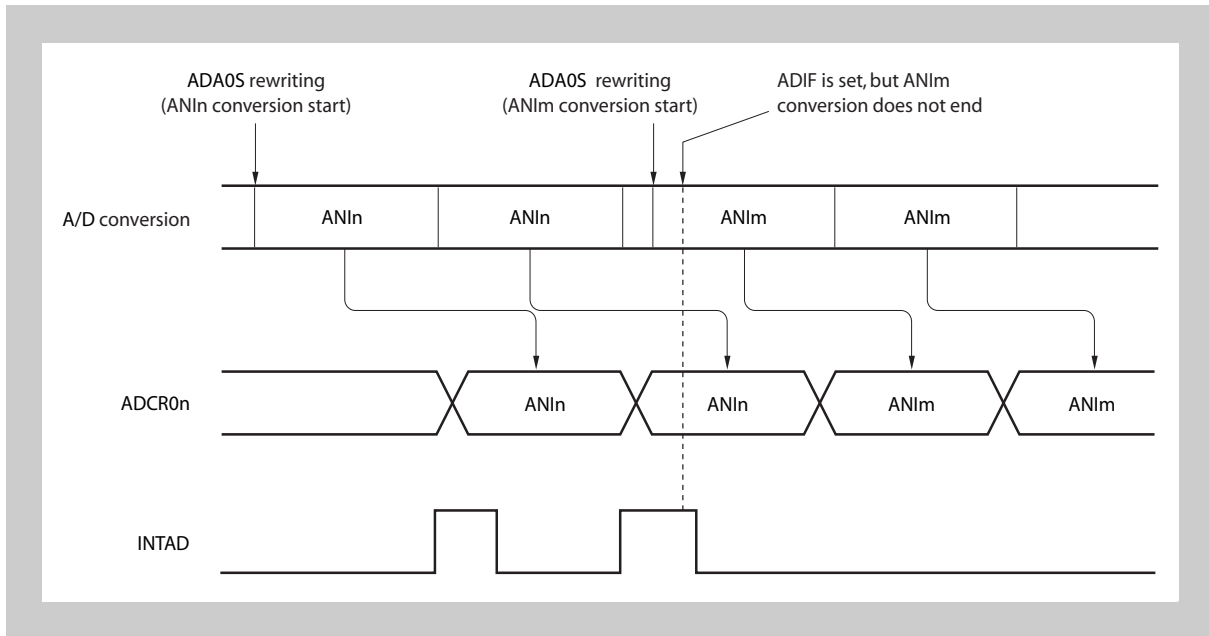 ADA0S rewriting
(ANIn conversion start)
ADA0S rewriting
(ANIm conversion start)
ADIF is set, but ANIm
conversion does not end
A/D conversion
ANIn
ANIn
ANIm
ANIm
ADCR0n
ANIn
ANIn
ANIm
ANIm
INTAD